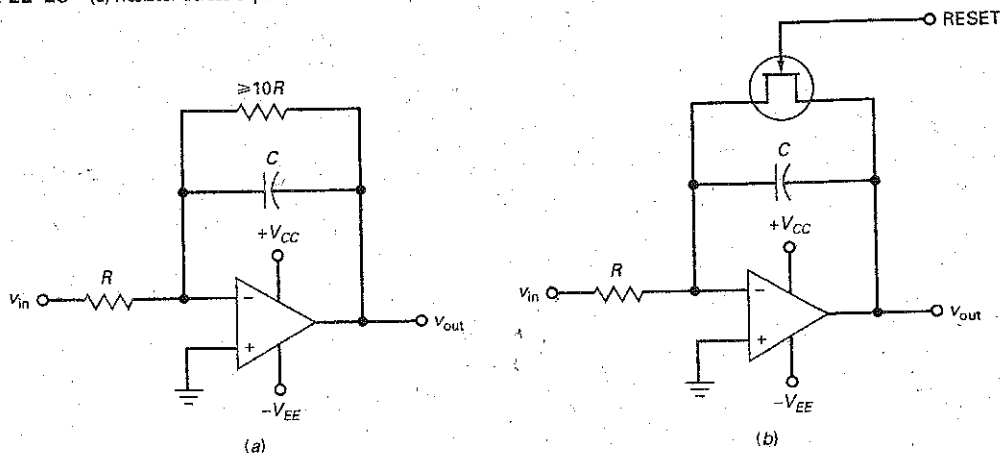 (a)
RESET
≥10R
C
+V_CC
R
v_in
−
+
v_out
−V_EE
(a)
C
+V_CC
R
v_in
−
+
v_out
−V_EE
(b)